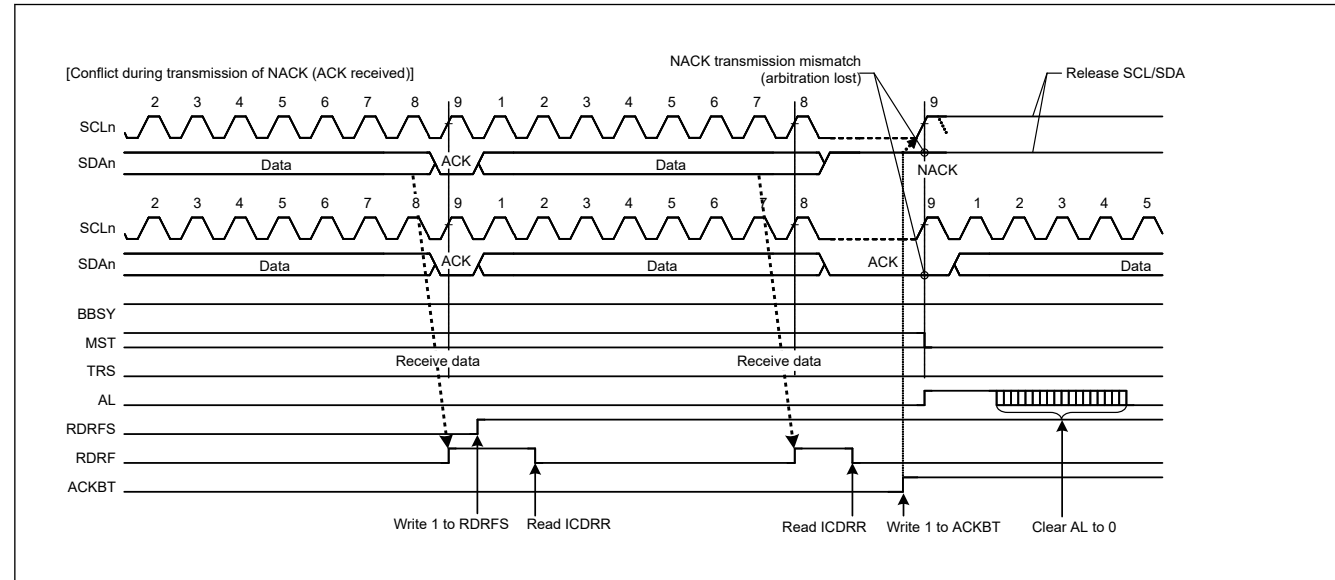 [Conflict during transmission of NACK (ACK received)]
NACK transmission mismatch
(arbitration lost)
Release SCL/SDA
2 3 4 5 6 7 8 9 1 2 3 4 5 6 7 8 9
SCLn
SDAn
Data ACK Data NACK
2 3 4 5 6 7 8 9 1 2 3 4 5 6 7 8 9 1 2 3 4 5
SCLn
SDAn
Data ACK Data ACK Data
BBSY
MST
Receive data Receive data
TRS
AL
RDRFS
RDRF
ACKBT
Write 1 to RDRFS Read ICDRR Read ICDRR Write 1 to ACKBT Clear AL to 0